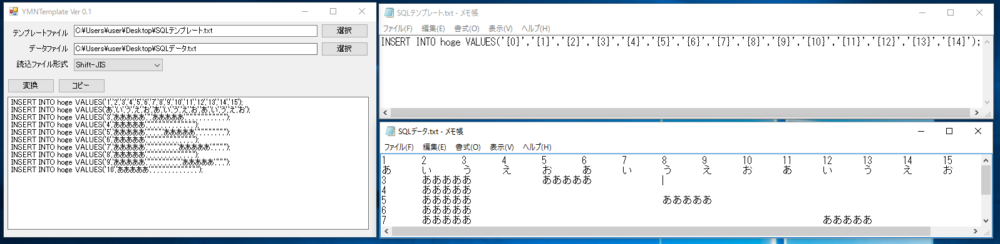 YMNTemplate Ver 0.1
テンプレートファイル C:¥Users¥user¥Desktop¥SQLテンプレート.txt 選択
データファイル C:¥Users¥user¥Desktop¥SQLデータ.txt 選択
読込ファイル形式 Shift-JIS
変換 コピー
INSERT INTO hoge VALUES('1','2','3','4','5','6','7','8','9','10','11','12','13','14','15');
INSERT INTO hoge VALUES('あ','い','う','え','お','あ','い','う','え','お','あ','い','う','え','お');
INSERT INTO hoge VALUES('3','あああああ','','','あああああ','','','','','','','','','','');
INSERT INTO hoge VALUES('4','あああああ','','','','','','','','','','','','','');
INSERT INTO hoge VALUES('5','あああああ','','','','','','あああああ','','','','','','','');
INSERT INTO hoge VALUES('6','あああああ','','','','','','','','','','','','','');
INSERT INTO hoge VALUES('7','あああああ','','','','','','','','','','あああああ','','','');
INSERT INTO hoge VALUES('8','あああああ','','','','','','','','','','','','','');
INSERT INTO hoge VALUES('9','あああああ','','','','','','','','','','','あああああ','','');
INSERT INTO hoge VALUES('10','あああああ','','','','','','','','','','','','','');
SQLテンプレート.txt - メモ帳
ファイル(F) 編集(E) 書式(O) 表示(V) ヘルプ(H)
INSERT INTO hoge VALUES('{0}','{1}','{2}','{3}','{4}','{5}','{6}','{7}','{8}','{9}','{10}','{11}','{12}','{13}','{14}');
SQLデータ.txt - メモ帳
ファイル(F) 編集(E) 書式(O) 表示(V) ヘルプ(H)
1 2 3 4 5 6 7 8 9 10 11 12 13 14 15
あ い う え お あ い う え お あ い う え お
3 あああああ あああああ
4 あああああ
5 あああああ あああああ
6 あああああ
7 あああああ あああああ